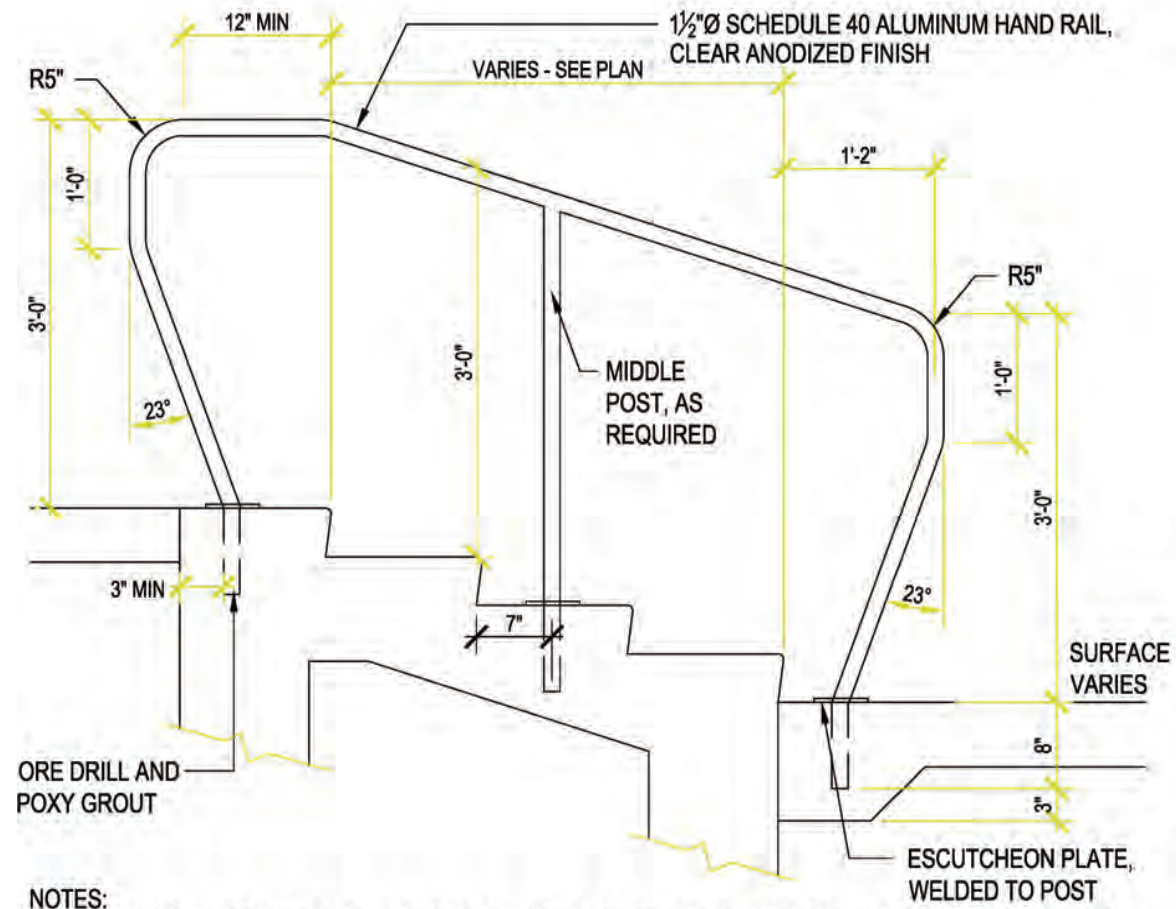 12" MIN
1½"Ø SCHEDULE 40 ALUMINUM HAND RAIL,
CLEAR ANODIZED FINISH
VARIES - SEE PLAN
R5"
1'-2"
1'-0"
R5"
3'-0"
3'-0"
1'-0"
MIDDLE
POST, AS
REQUIRED
23°
3'-0"
3" MIN
23°
7"
SURFACE
VARIES
8"
3"
ORE DRILL AND
POXY GROUT
ESCUTCHEON PLATE,
WELDED TO POST
NOTES: